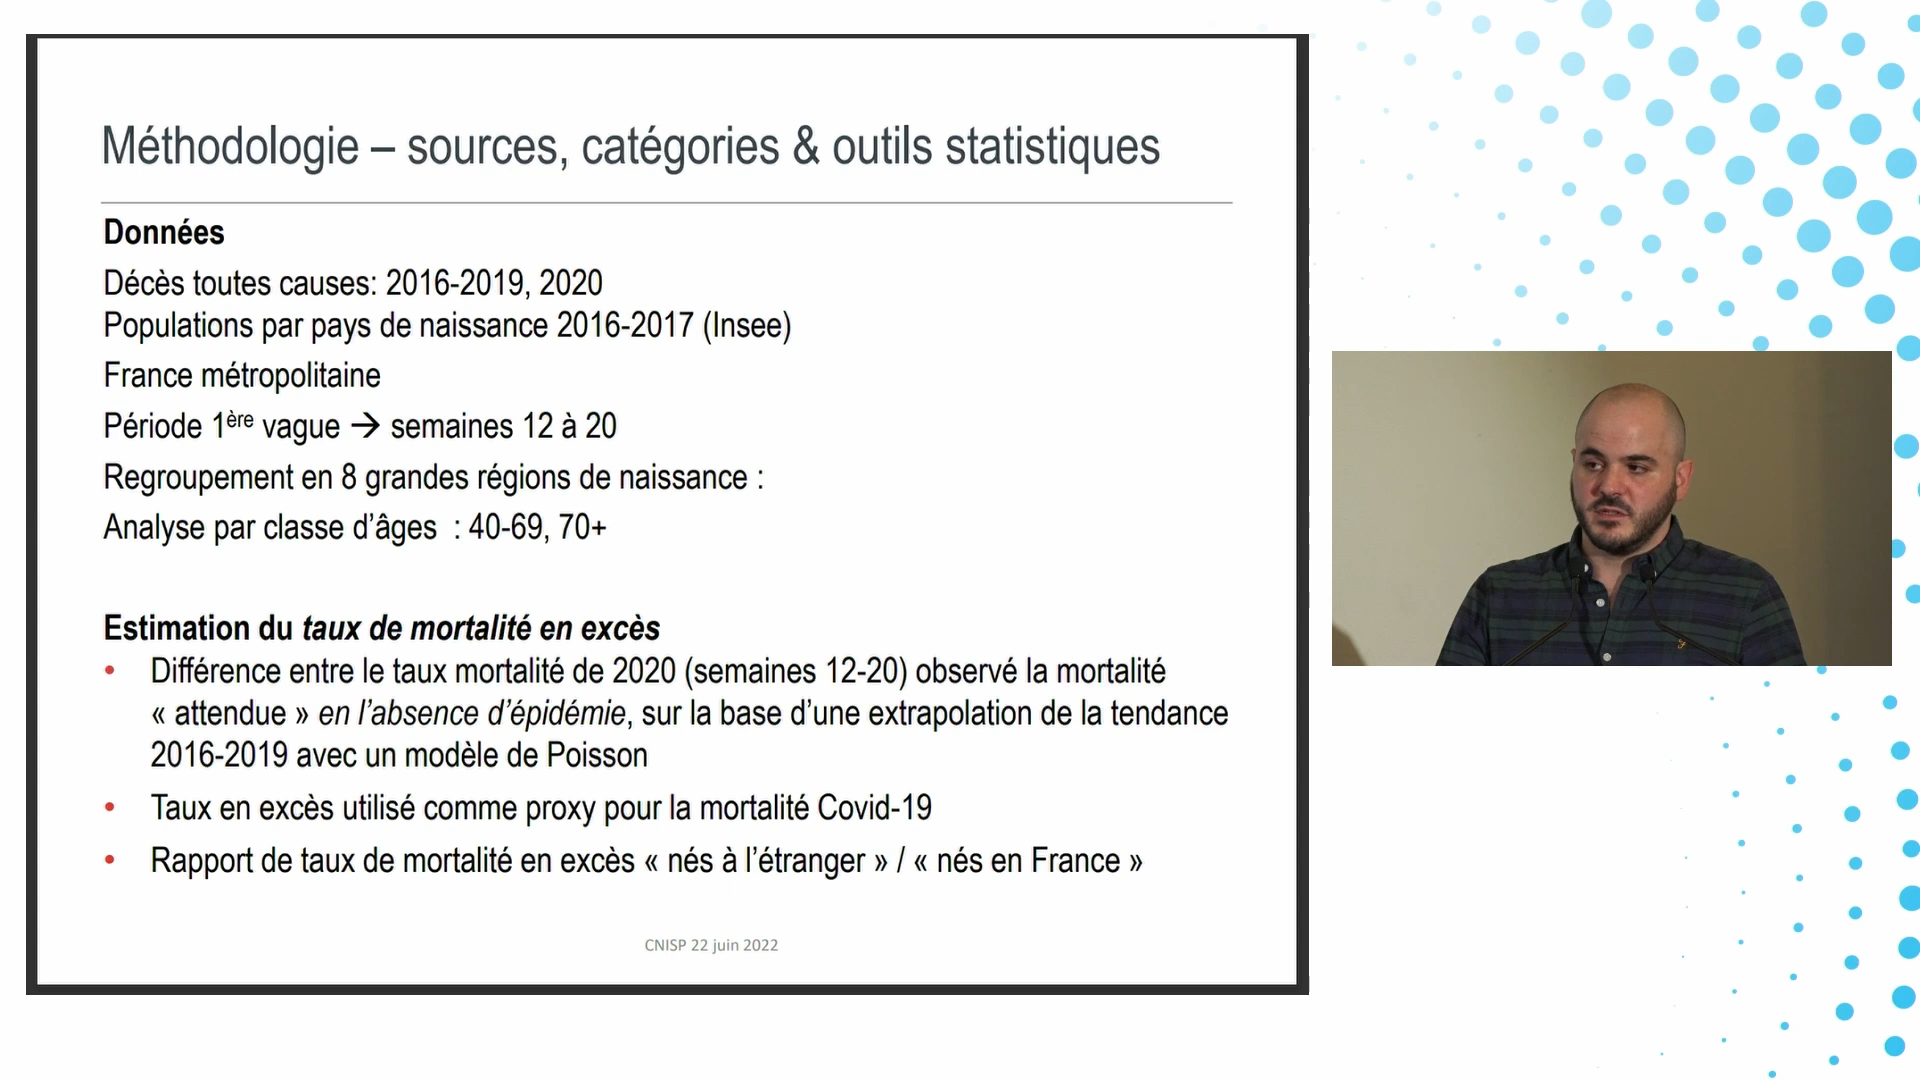 Méthodologie – sources, catégories & outils statistiques
Données
Décès toutes causes: 2016-2019, 2020
Populations par pays de naissance 2016-2017 (Insee)
France métropolitaine
Période 1ère vague → semaines 12 à 20
Regroupement en 8 grandes régions de naissance :
Analyse par classe d’âges : 40-69, 70+
Estimation du taux de mortalité en excès
• Différence entre le taux mortalité de 2020 (semaines 12-20) observé la mortalité
« attendue » en l’absence d’épidémie, sur la base d’une extrapolation de la tendance
2016-2019 avec un modèle de Poisson
• Taux en excès utilisé comme proxy pour la mortalité Covid-19
• Rapport de taux de mortalité en excès « nés à l’étranger » / « nés en France »
CNISP 22 juin 2022